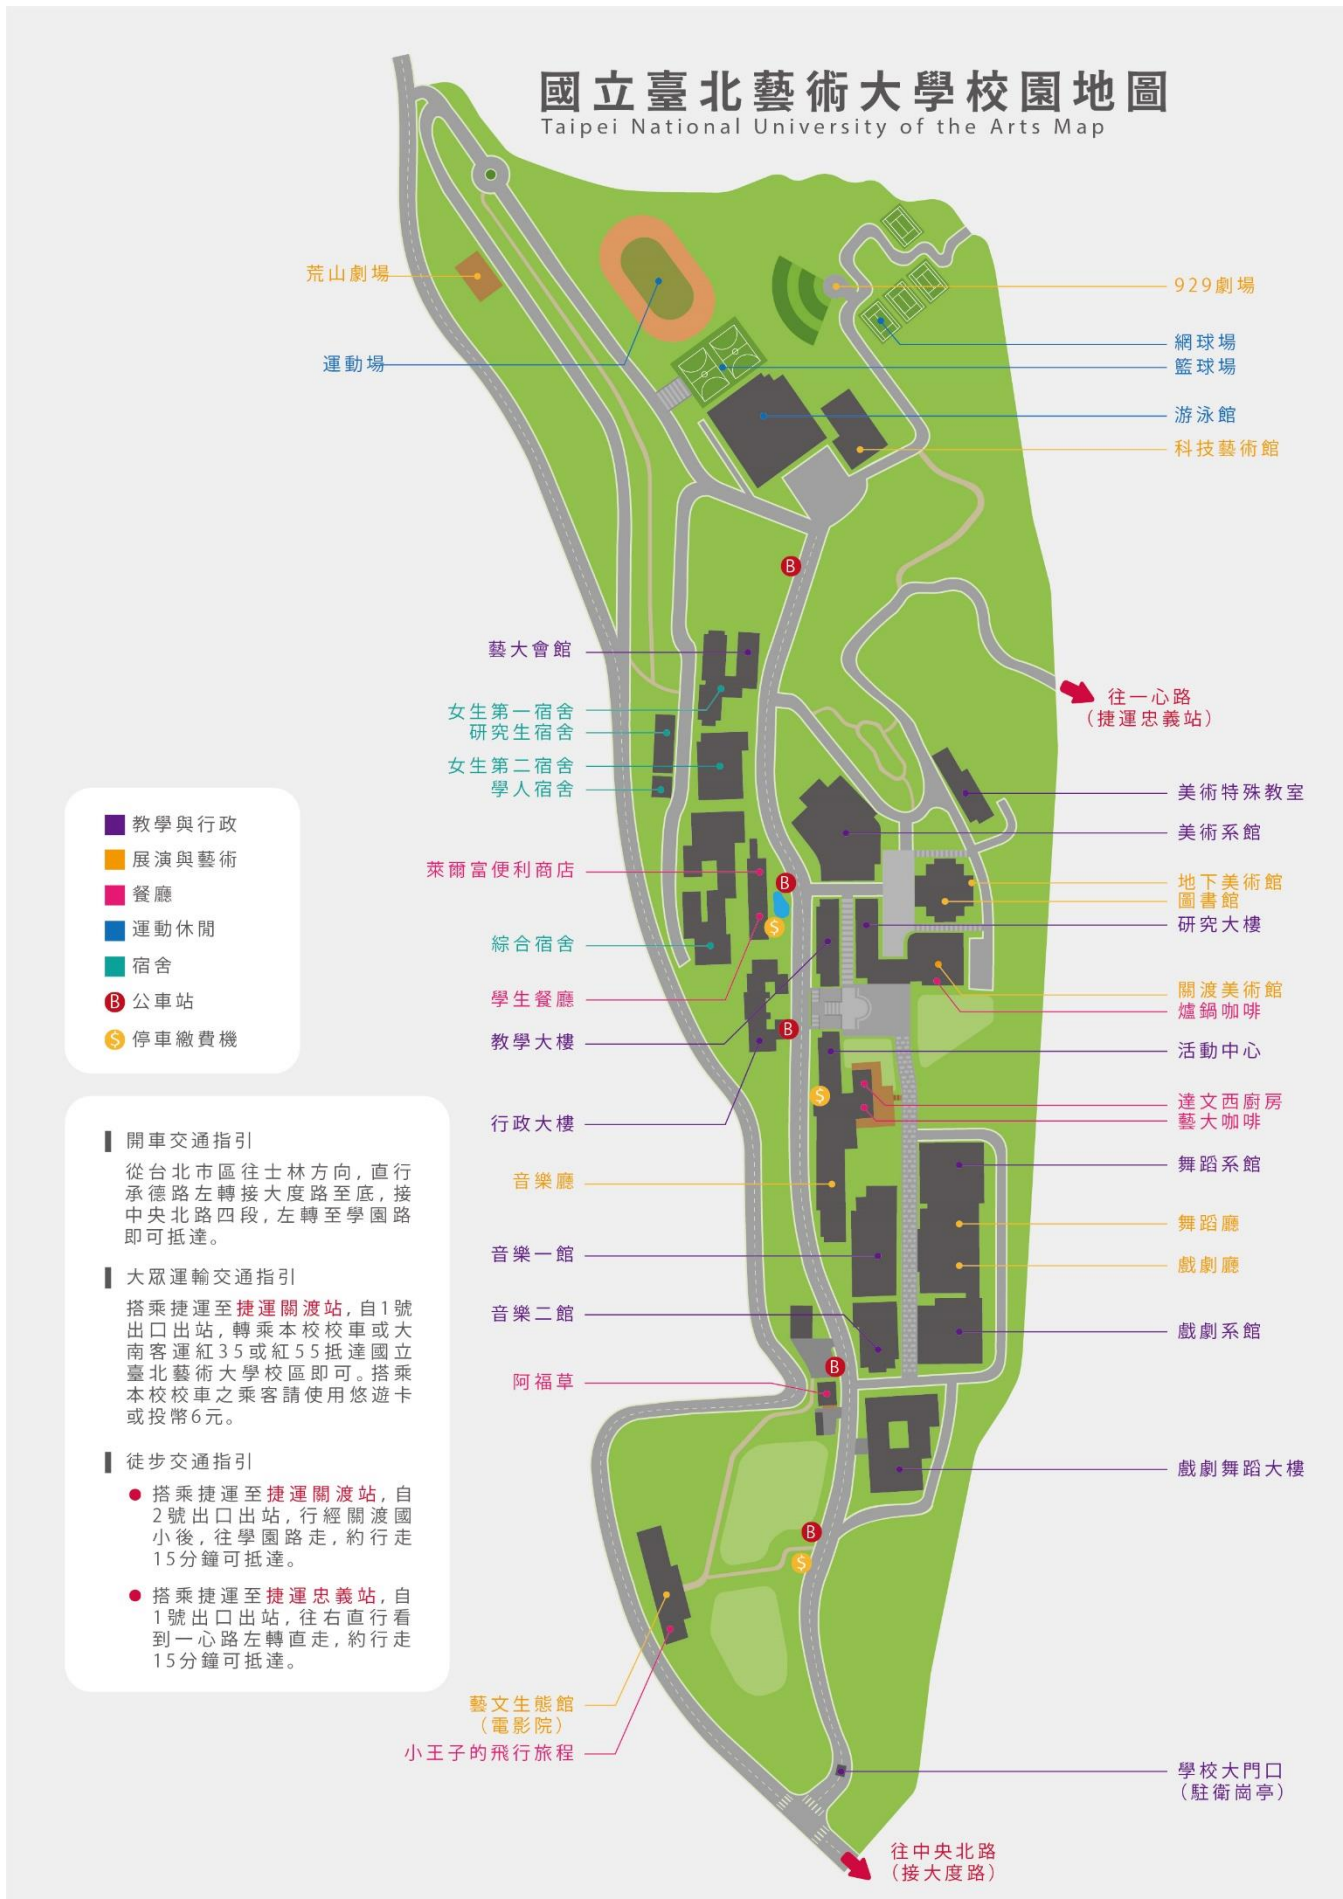 國立臺北藝術大學校園地圖
Taipei National University of the Arts Map
荒山劇場
運動場
929劇場
網球場
籃球場
游泳館
科技藝術館
B
藝大會館
女生第一宿舍
研究生宿舍
女生第二宿舍
學人宿舍
往一心路
(捷運忠義站)
美術特殊教室
美術系館
萊爾富便利商店
B
$
地下美術館
圖書館
研究大樓
綜合宿舍
學生餐廳
關渡美術館
爐鍋咖啡
教學大樓
B
活動中心
$
達文西廚房
藝大咖啡
行政大樓
舞蹈系館
音樂廳
舞蹈廳
音樂一館
戲劇廳
音樂二館
戲劇系館
B
阿福草
戲劇舞蹈大樓
B
$
藝文生態館
(電影院)
小王子的飛行旅程
學校大門口
(駐衛崗亭)
往中央北路
(接大度路)
教學與行政
展演與藝術
餐廳
運動休閒
宿舍
B 公車站
$ 停車繳費機
開車交通指引
從台北市區往士林方向,直行
承德路左轉接大度路至底,接
中央北路四段,左轉至學園路
即可抵達。
大眾運輸交通指引
搭乘捷運至捷運關渡站,自1號
出口出站,轉乘本校校車或大
南客運紅35或紅55抵達國立
臺北藝術大學校區即可。搭乘
本校校車之乘客請使用悠遊卡
或投幣6元。
徒步交通指引
搭乘捷運至捷運關渡站,自
2號出口出站,行經關渡國
小後,往學園路走,約行走
15分鐘可抵達。
搭乘捷運至捷運忠義站,自
1號出口出站,往右直行看
到一心路左轉直走,約行走
15分鐘可抵達。